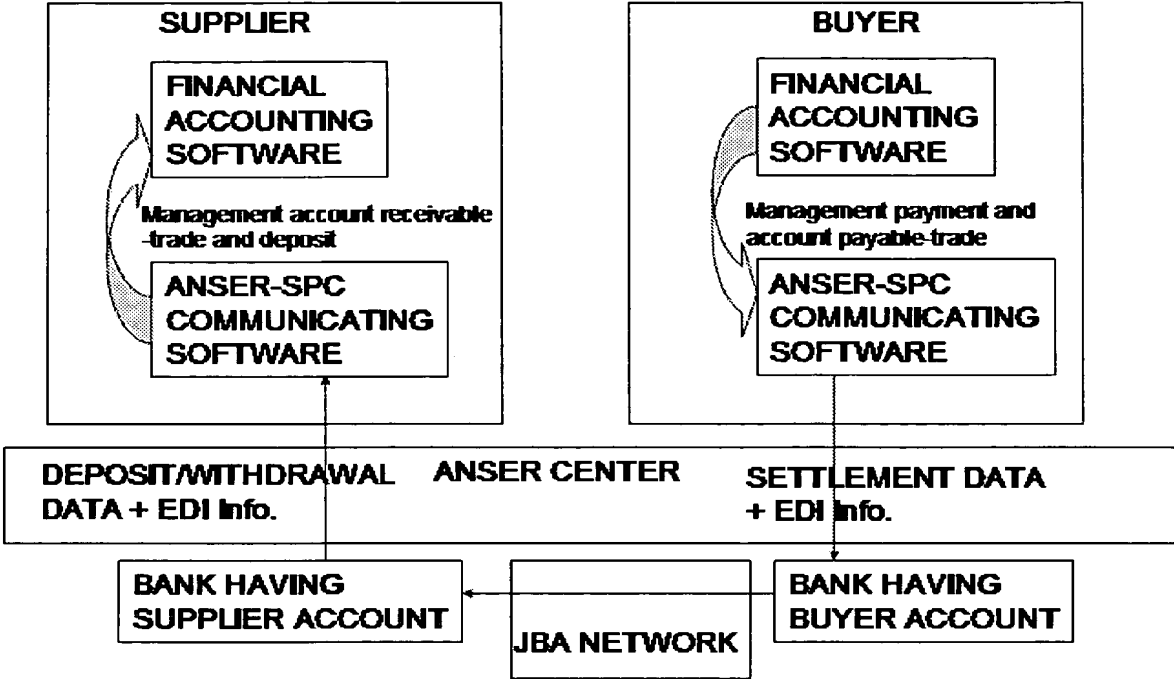 SUPPLIER
FINANCIAL
ACCOUNTING
SOFTWARE
Management account receivable
-trade and deposit
ANSER-SPC
COMMUNICATING
SOFTWARE
BUYER
FINANCIAL
ACCOUNTING
SOFTWARE
Management payment and
account payable-trade
ANSER-SPC
COMMUNICATING
SOFTWARE
DEPOSIT/WITHDRAWAL
DATA + EDI Info.
ANSER CENTER
SETTLEMENT DATA
+ EDI Info.
BANK HAVING
SUPPLIER ACCOUNT
JBA NETWORK
BANK HAVING
BUYER ACCOUNT